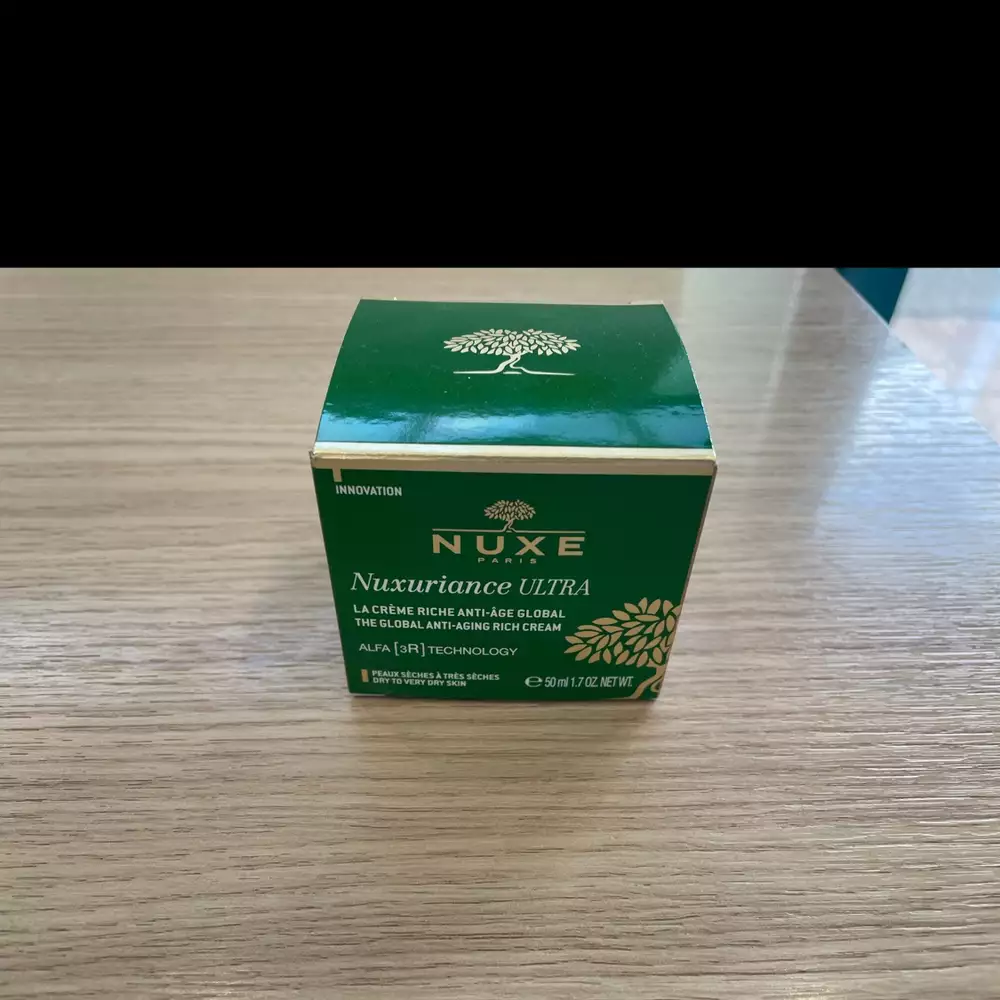 INNOVATION
NUXE
PARIS
Nuxuriance ULTRA
LA CRÈME RICHE ANTI-ÂGE GLOBAL
THE GLOBAL ANTI-AGING RICH CREAM
ALFA [3R] TECHNOLOGY
PEAUX SÈCHES À TRÈS SÈCHES
DRY TO VERY DRY SKIN
℮ 50 ml 1.7 OZ. NET WT.